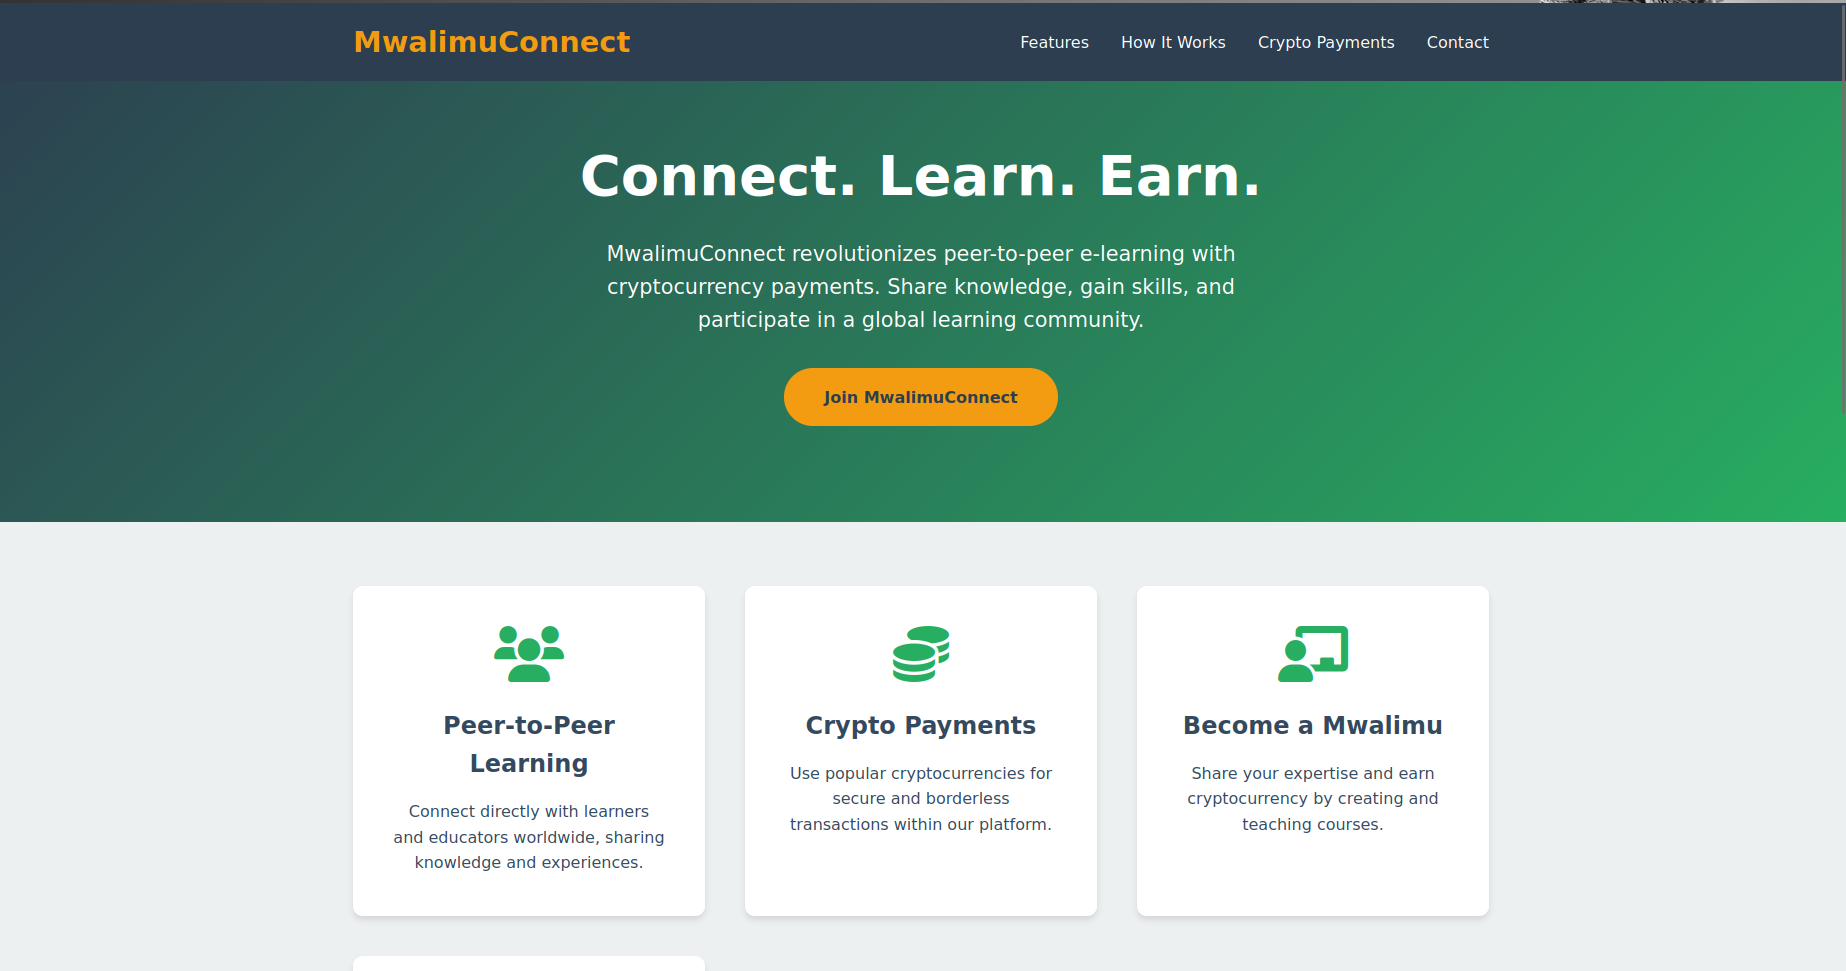 MwalimuConnect
Features
How It Works
Crypto Payments
Contact
Connect. Learn. Earn.
MwalimuConnect revolutionizes peer-to-peer e-learning with
cryptocurrency payments. Share knowledge, gain skills, and
participate in a global learning community.
Join MwalimuConnect
Peer-to-Peer
Learning
Connect directly with learners
and educators worldwide, sharing
knowledge and experiences.
Crypto Payments
Use popular cryptocurrencies for
secure and borderless
transactions within our platform.
Become a Mwalimu
Share your expertise and earn
cryptocurrency by creating and
teaching courses.